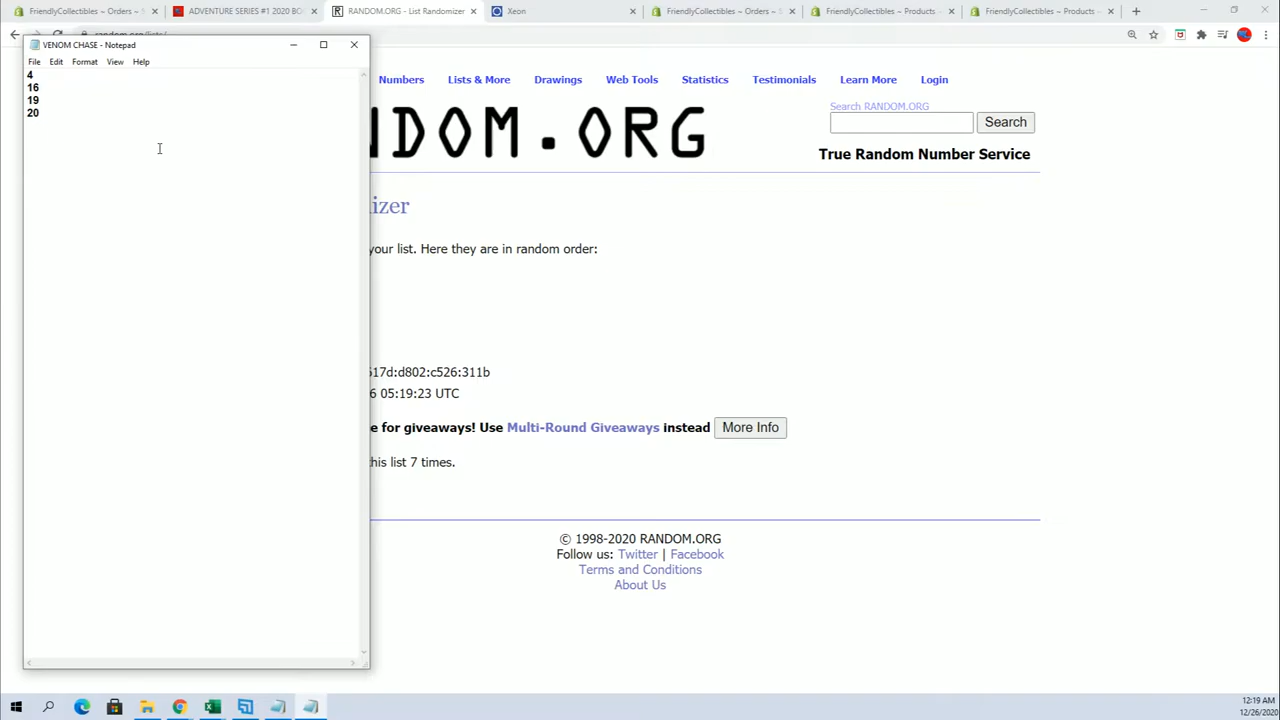 FriendlyCollectibles ~ Orders ~
ADVENTURE SERIES #1 2020 BO
RANDOM.ORG - List Randomizer
Xeon
FriendlyCollectibles ~ Orders ~ S
FriendlyCollectibles ~ Products ~
FriendlyCollectibles ~ Products ~
random.org/lists/
VENOM CHASE - Notepad
File Edit Format View Help
4
16
19
20
Numbers Lists & More Drawings Web Tools Statistics Testimonials Learn More Login
Search RANDOM.ORG
Search
NDOM.ORG
True Random Number Service
izer
your list. Here they are in random order:
617d:d802:c526:311b
6 05:19:23 UTC
e for giveaways! Use Multi-Round Giveaways instead More Info
this list 7 times.
© 1998-2020 RANDOM.ORG
Follow us: Twitter | Facebook
Terms and Conditions
About Us
12:19 AM
12/26/2020